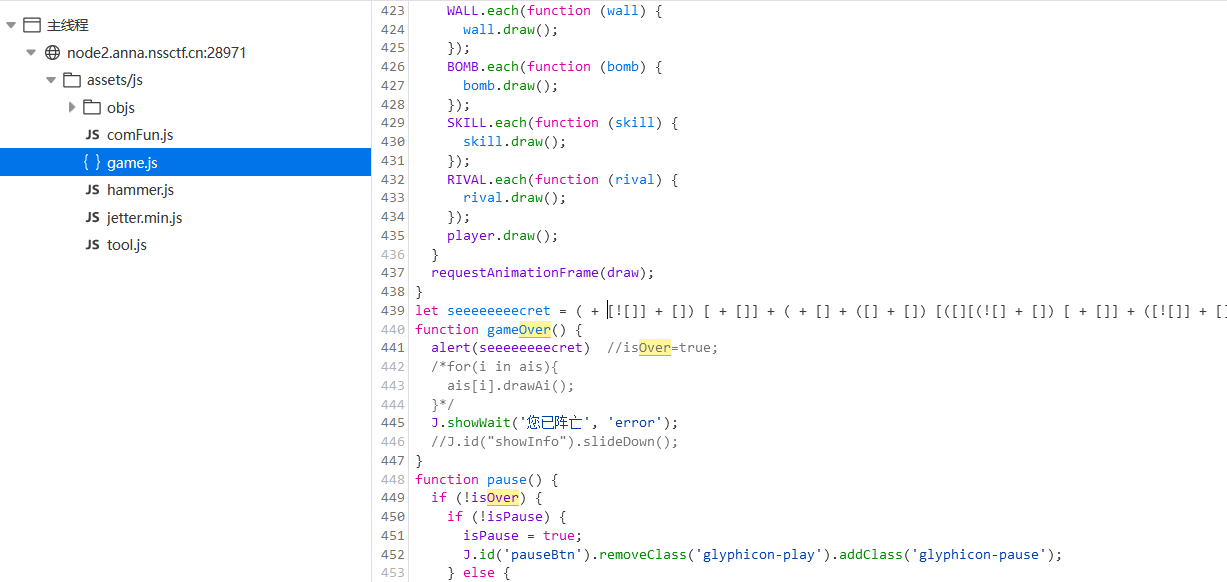 主线程
node2.anna.nssctf.cn:28971
assets/js
objs
JS comFun.js
{ } game.js
JS hammer.js
JS jetter.min.js
JS tool.js
423 WALL.each(function (wall) {
424 wall.draw();
425 });
426 BOMB.each(function (bomb) {
427 bomb.draw();
428 });
429 SKILL.each(function (skill) {
430 skill.draw();
431 });
432 RIVAL.each(function (rival) {
433 rival.draw();
434 });
435 player.draw();
436 }
437 requestAnimationFrame(draw);
438 }
439 let seeeeeeeecret = ( + [![]] + []) [ + []] + ( + [] + ([] + []) [([][(![] + []) [ + []] + ([![]] + []
440 function gameOver() {
441 alert(seeeeeeeecret) //isOver=true;
442 /*for(i in ais){
443 ais[i].drawAi();
444 }*/
445 J.showWait('您已阵亡', 'error');
446 //J.id("showInfo").slideDown();
447 }
448 function pause() {
449 if (!isOver) {
450 if (!isPause) {
451 isPause = true;
452 J.id('pauseBtn').removeClass('glyphicon-play').addClass('glyphicon-pause');
453 } else {